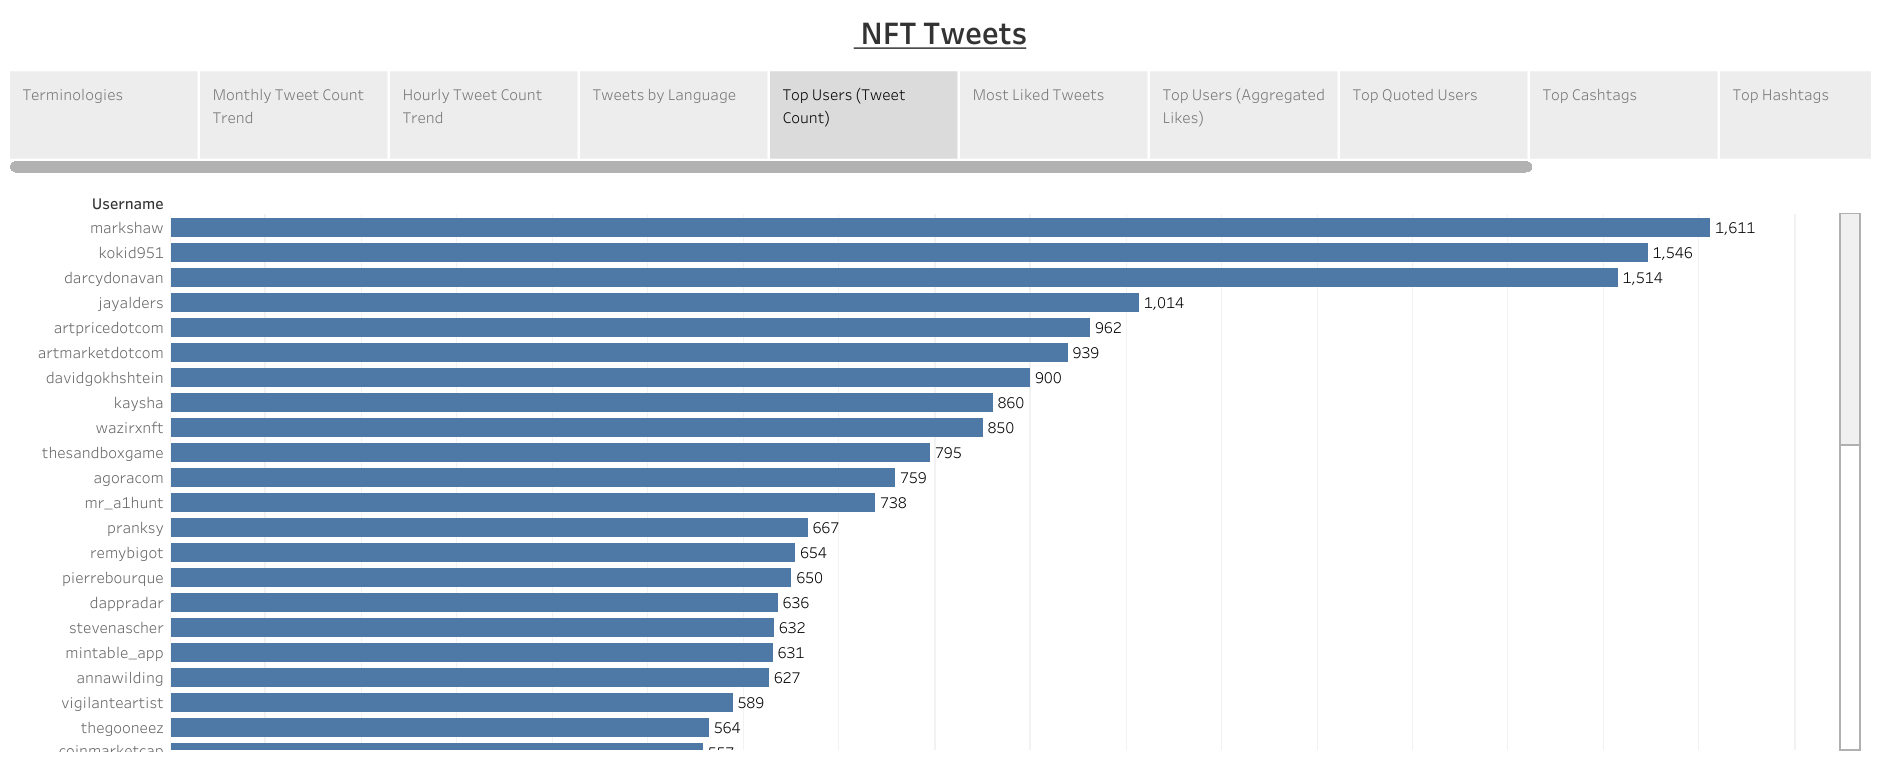 NFT Tweets
Terminologies
Monthly Tweet Count
Trend
Hourly Tweet Count
Trend
Tweets by Language
Top Users (Tweet
Count)
Most Liked Tweets
Top Users (Aggregated
Likes)
Top Quoted Users
Top Cashtags
Top Hashtags
Username
markshaw 1,611
kokid951 1,546
darcydonavan 1,514
jayalders 1,014
artpricedotcom 962
artmarketdotcom 939
davidgokhshtein 900
kaysha 860
wazirxnft 850
thesandboxgame 795
agoracom 759
mr_a1hunt 738
pranksy 667
remybigot 654
pierrebourque 650
dappradar 636
stevenascher 632
mintable_app 631
annawilding 627
vigilanteartist 589
thegooneez 564
coinmarketcap 557